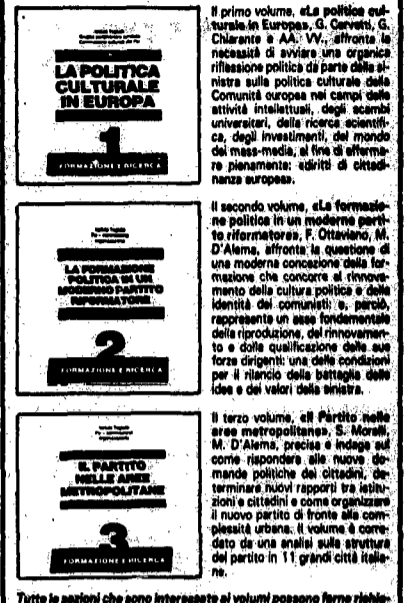 Istituto Togliatti
LA POLITICA
CULTURALE
IN EUROPA
1
FORMAZIONE E RICERCA
Il primo volume, «La politica cul-
turale in Europa», G. Cervetti, G.
Chiarante e AA. VV., affronta la
necessità di avviare una organica
riflessione politica da parte della si-
nistra sulla politica culturale della
Comunità europea nei campi delle
attività intellettuali, degli scambi
universitari, della ricerca scientifi-
ca, degli investimenti, del mondo
dei mass-media, al fine di afferma-
re pienamente: «diritti di cittadi-
nanza europea».
Istituto Togliatti
LA FORMAZIONE
POLITICA IN UN
MODERNO PARTITO
RIFORMATORE
2
FORMAZIONE E RICERCA
Il secondo volume, «La formazio-
ne politica in un moderno parti-
to riformatore», F. Ottaviano, M.
D'Alema, affronta la questione di
una moderna concezione della for-
mazione che concorre al rinnova-
mento della cultura politica e della
identità dei comunisti; e, perciò,
rappresenta un asse fondamentale
della riproduzione, del rinnovamen-
to e della qualificazione delle sue
forze dirigenti: una delle condizioni
per il rilancio della battaglia delle
idee e dei valori della sinistra.
Istituto Togliatti
IL PARTITO
NELLE AREE
METROPOLITANE
3
FORMAZIONE E RICERCA
Il terzo volume, «Il Partito nelle
aree metropolitane», S. Morelli,
M. D'Alema, precisa e indaga sul
come rispondere alle nuove do-
mande politiche dei cittadini, de-
terminare nuovi rapporti tra istitu-
zioni e cittadini e come organizzare
il nuovo partito di fronte alla com-
plessità urbana. Il volume è corre-
dato da una analisi sulla struttura
del partito in 11 grandi città italia-
ne.
Tutte le sezioni che sono interessate ai volumi possono farne richie-